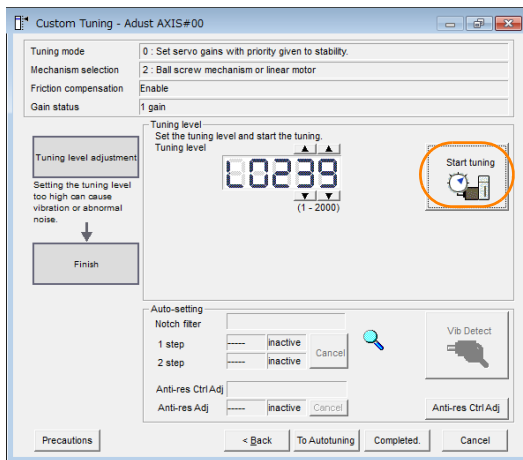 Custom Tuning - Adust AXIS#00
Tuning mode 0 : Set servo gains with priority given to stability.
Mechanism selection 2 : Ball screw mechanism or linear motor
Friction compensation Enable
Gain status 1 gain
Tuning level adjustment
Setting the tuning level
too high can cause
vibration or abnormal
noise.
Finish
Tuning level
Set the tuning level and start the tuning.
Tuning level
L0239
(1 - 2000)
Start tuning
Auto-setting
Notch filter
1 step ----- inactive
2 step ----- inactive
Cancel
Anti-res Ctrl Adj
Anti-res Adj ----- inactive Cancel
Vib Detect
Anti-res Ctrl Adj
Precautions < Back To Autotuning Completed. Cancel